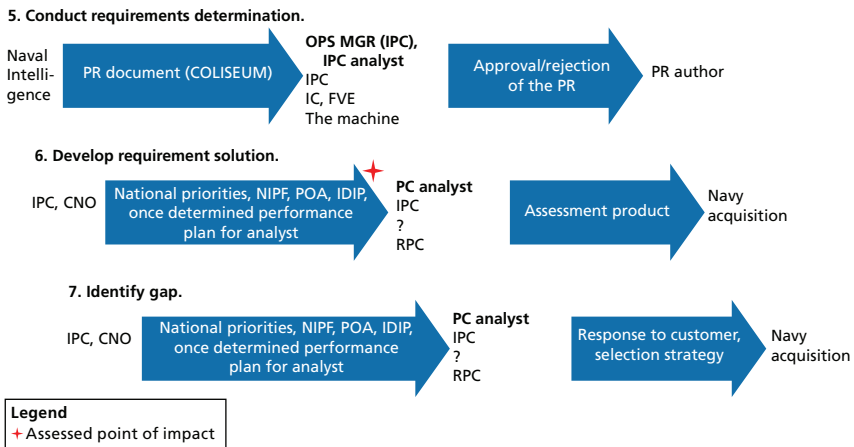 5. Conduct requirements determination.
Naval
Intelli-
gence
PR document (COLISEUM)
OPS MGR (IPC),
IPC analyst
IPC
IC, FVE
The machine
Approval/rejection
of the PR
PR author
6. Develop requirement solution.
IPC, CNO
National priorities, NIPF, POA, IDIP,
once determined performance
plan for analyst
PC analyst
IPC
?
RPC
Assessment product
Navy
acquisition
7. Identify gap.
IPC, CNO
National priorities, NIPF, POA, IDIP,
once determined performance
plan for analyst
PC analyst
IPC
?
RPC
Response to customer,
selection strategy
Navy
acquisition
Legend
Assessed point of impact